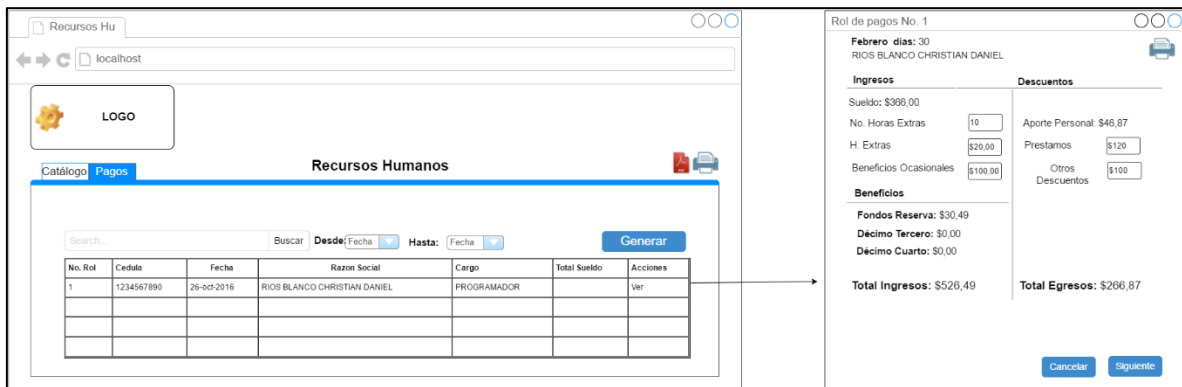 Recursos Hu
localhost
LOGO
Recursos Humanos
Catálogo Pagos
Search... Buscar Desde: Fecha Hasta: Fecha Generar
No. Rol Cedula Fecha Razon Social Cargo Total Sueldo Acciones
1 1234567890 26-oct-2016 RIOS BLANCO CHRISTIAN DANIEL PROGRAMADOR Ver
Rol de pagos No. 1
Febrero días: 30
RIOS BLANCO CHRISTIAN DANIEL
Ingresos Descuentos
Sueldo: $366,00
No. Horas Extras 10 Aporte Personal: $46,87
H. Extras $20,00 Prestamos $120
Beneficios Ocasionales $100,00 Otros Descuentos $100
Beneficios
Fondos Reserva: $30,49
Décimo Tercero: $0,00
Décimo Cuarto: $0,00
Total Ingresos: $526,49 Total Egresos: $266,87
Cancelar Siguiente